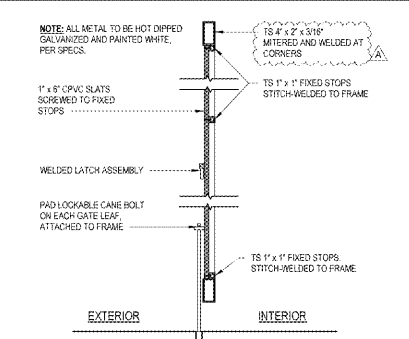 NOTE: ALL METAL TO BE HOT DIPPED
GALVANIZED AND PAINTED WHITE,
PER SPECS.
TS 4" x 2" x 3/16"
MITERED AND WELDED AT
CORNERS
A
1" x 6" CPVC SLATS
SCREWED TO FIXED
STOPS
TS 1" x 1" FIXED STOPS
STITCH-WELDED TO FRAME
WELDED LATCH ASSEMBLY
PAD LOCKABLE CANE BOLT
ON EACH GATE LEAF,
ATTACHED TO FRAME
TS 1" x 1" FIXED STOPS.
STITCH-WELDED TO FRAME
EXTERIOR
INTERIOR